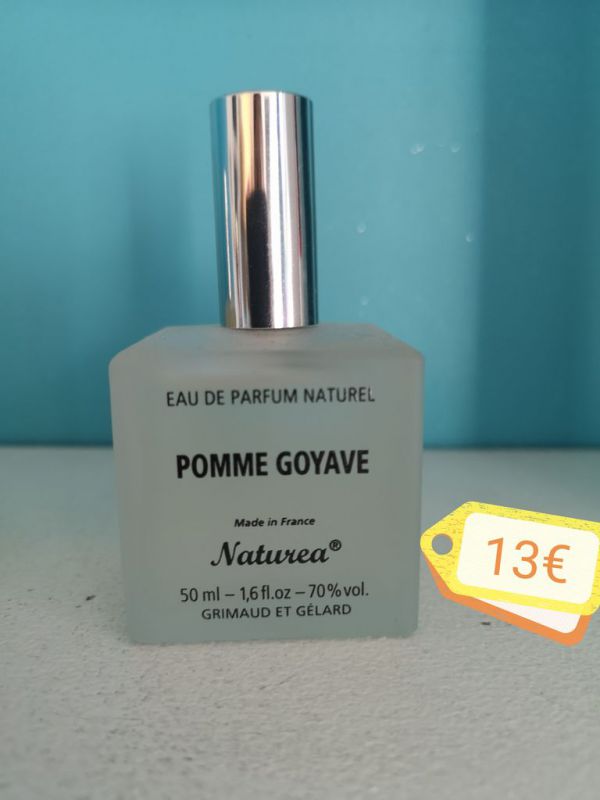 EAU DE PARFUM NATUREL
POMME GOYAVE
Made in France
Naturea®
50 ml – 1,6 fl.oz – 70% vol.
GRIMAUD ET GÉLARD
13€